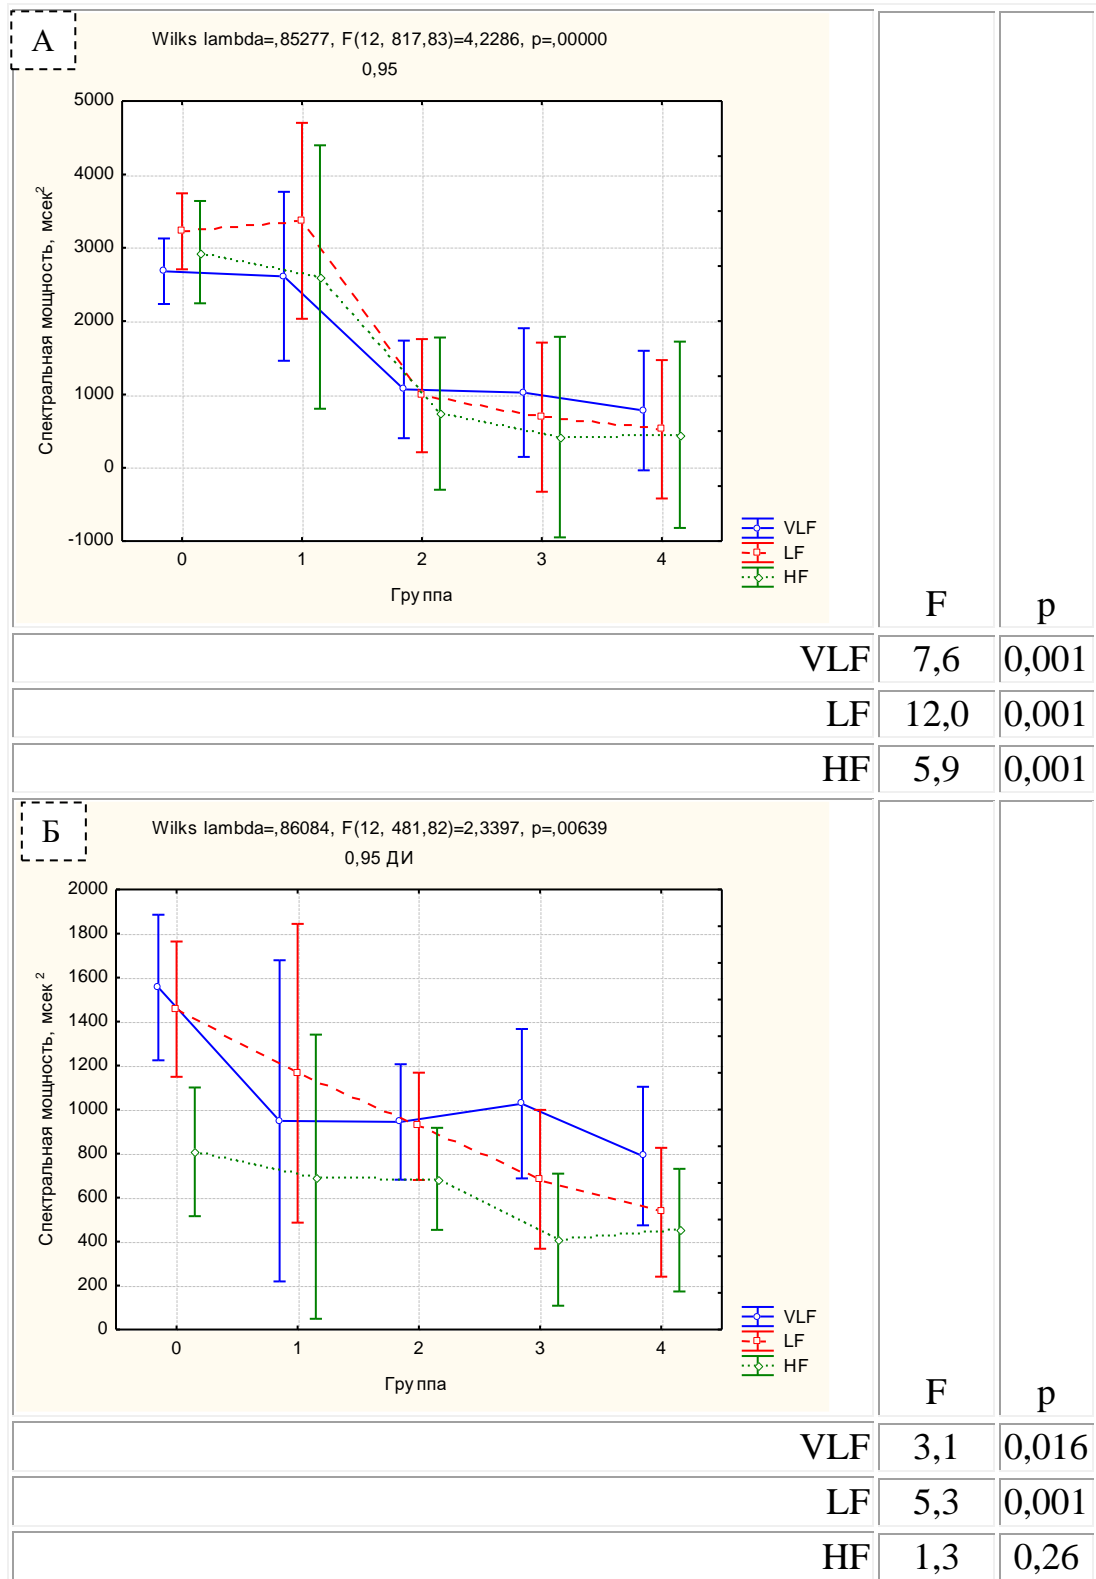 А
Wilks lambda=,85277, F(12, 817,83)=4,2286, p=,00000
0,95
5000
4000
3000
2000
1000
0
-1000
Спектральная мощность, мсек²
0 1 2 3 4
Группа
VLF
LF
HF
F p
VLF 7,6 0,001
LF 12,0 0,001
HF 5,9 0,001
Б
Wilks lambda=,86084, F(12, 481,82)=2,3397, p=,00639
0,95 ДИ
2000
1800
1600
1400
1200
1000
800
600
400
200
0
Спектральная мощность, мсек ²
0 1 2 3 4
Группа
VLF
LF
HF
F p
VLF 3,1 0,016
LF 5,3 0,001
HF 1,3 0,26